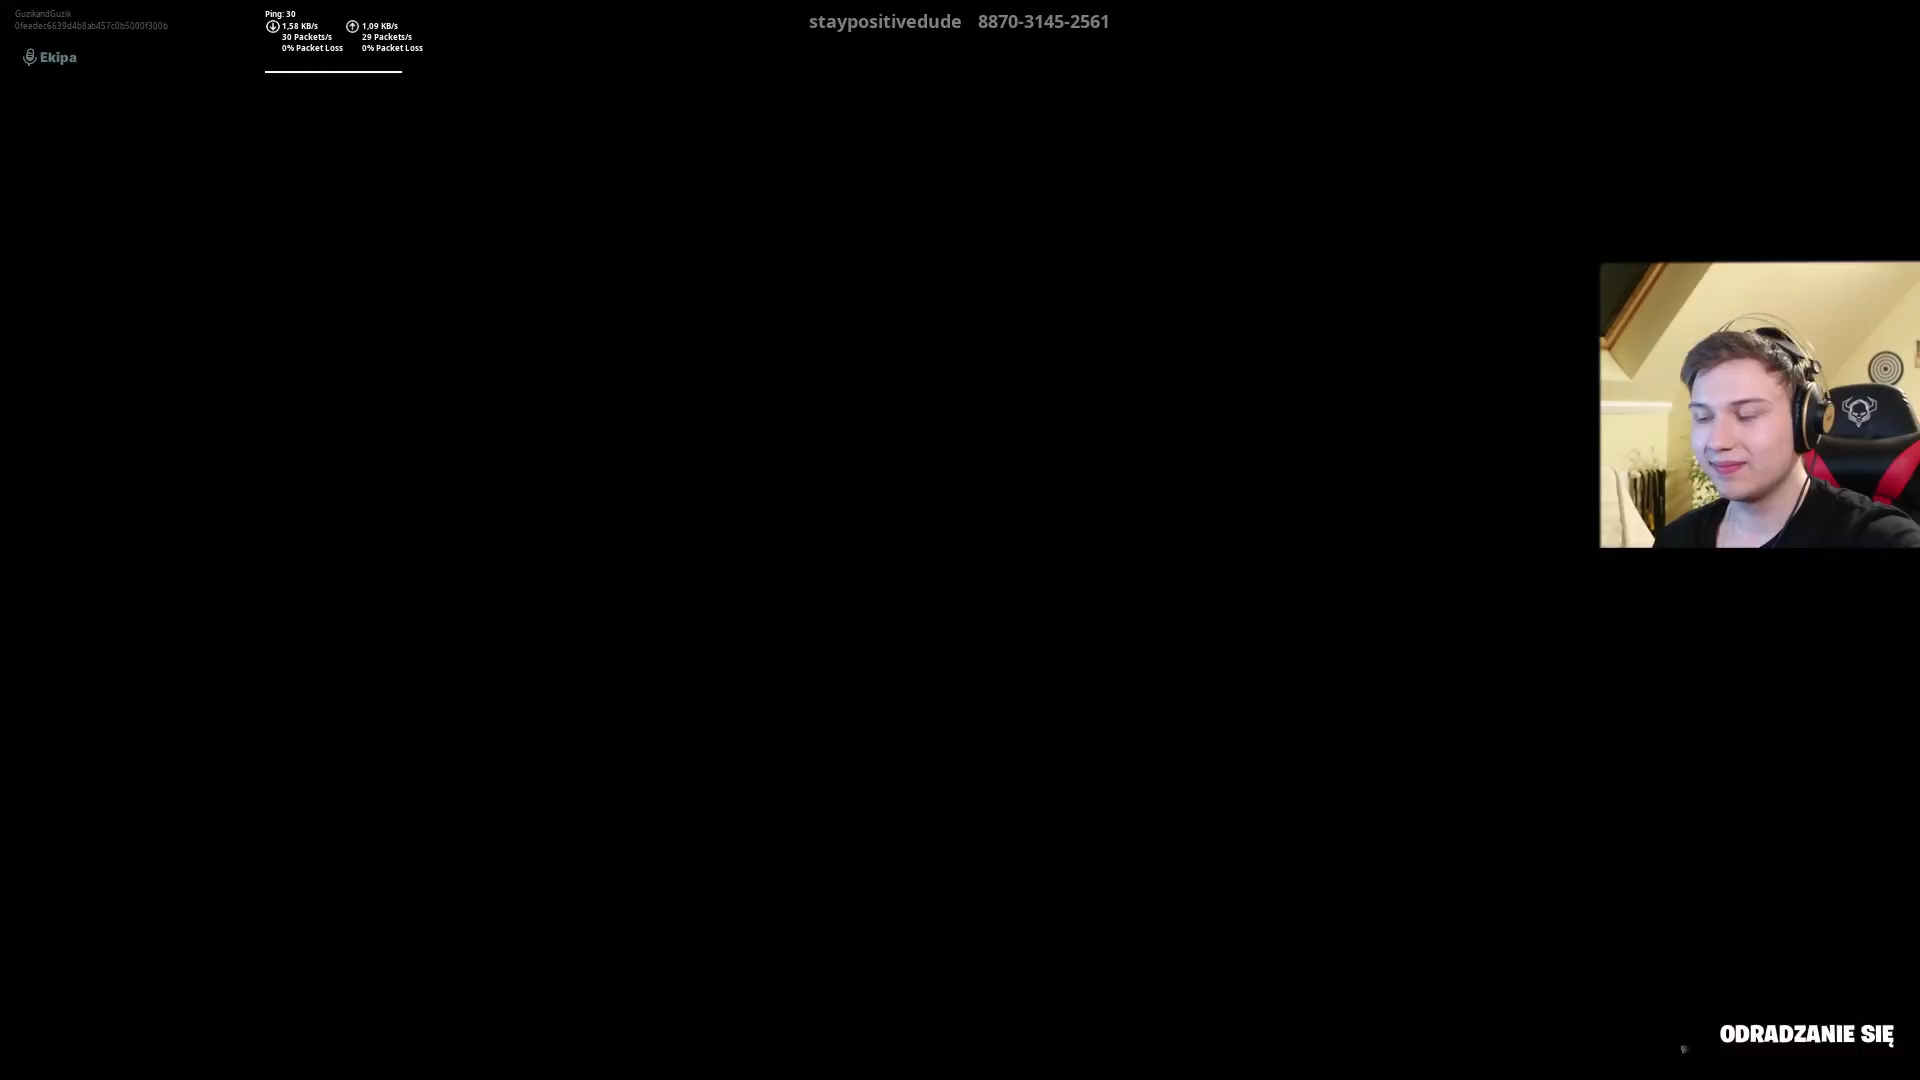 GuzikandGuzik
0feedec6639d4b8ab457c0b5000f300b
Ekipa
Ping: 30
1,58 KB/s 1,09 KB/s
30 Packets/s 29 Packets/s
0% Packet Loss 0% Packet Loss
staypositivedude 8870-3145-2561
ODRADZANIE SIĘ